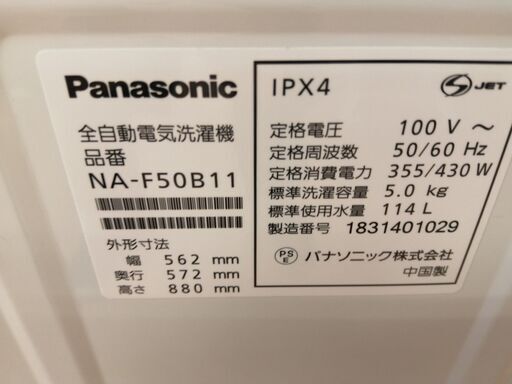 Panasonic
全自動電気洗濯機
品番
NA-F50B11
外形寸法
幅 562 mm
奥行 572 mm
高さ 880 mm
IPX4
S JET
定格電圧 100 V ～
定格周波数 50/60 Hz
定格消費電力 355/430 W
標準洗濯容量 5.0 kg
標準使用水量 114 L
製造番号 1831401029
PS E パナソニック株式会社
中国製